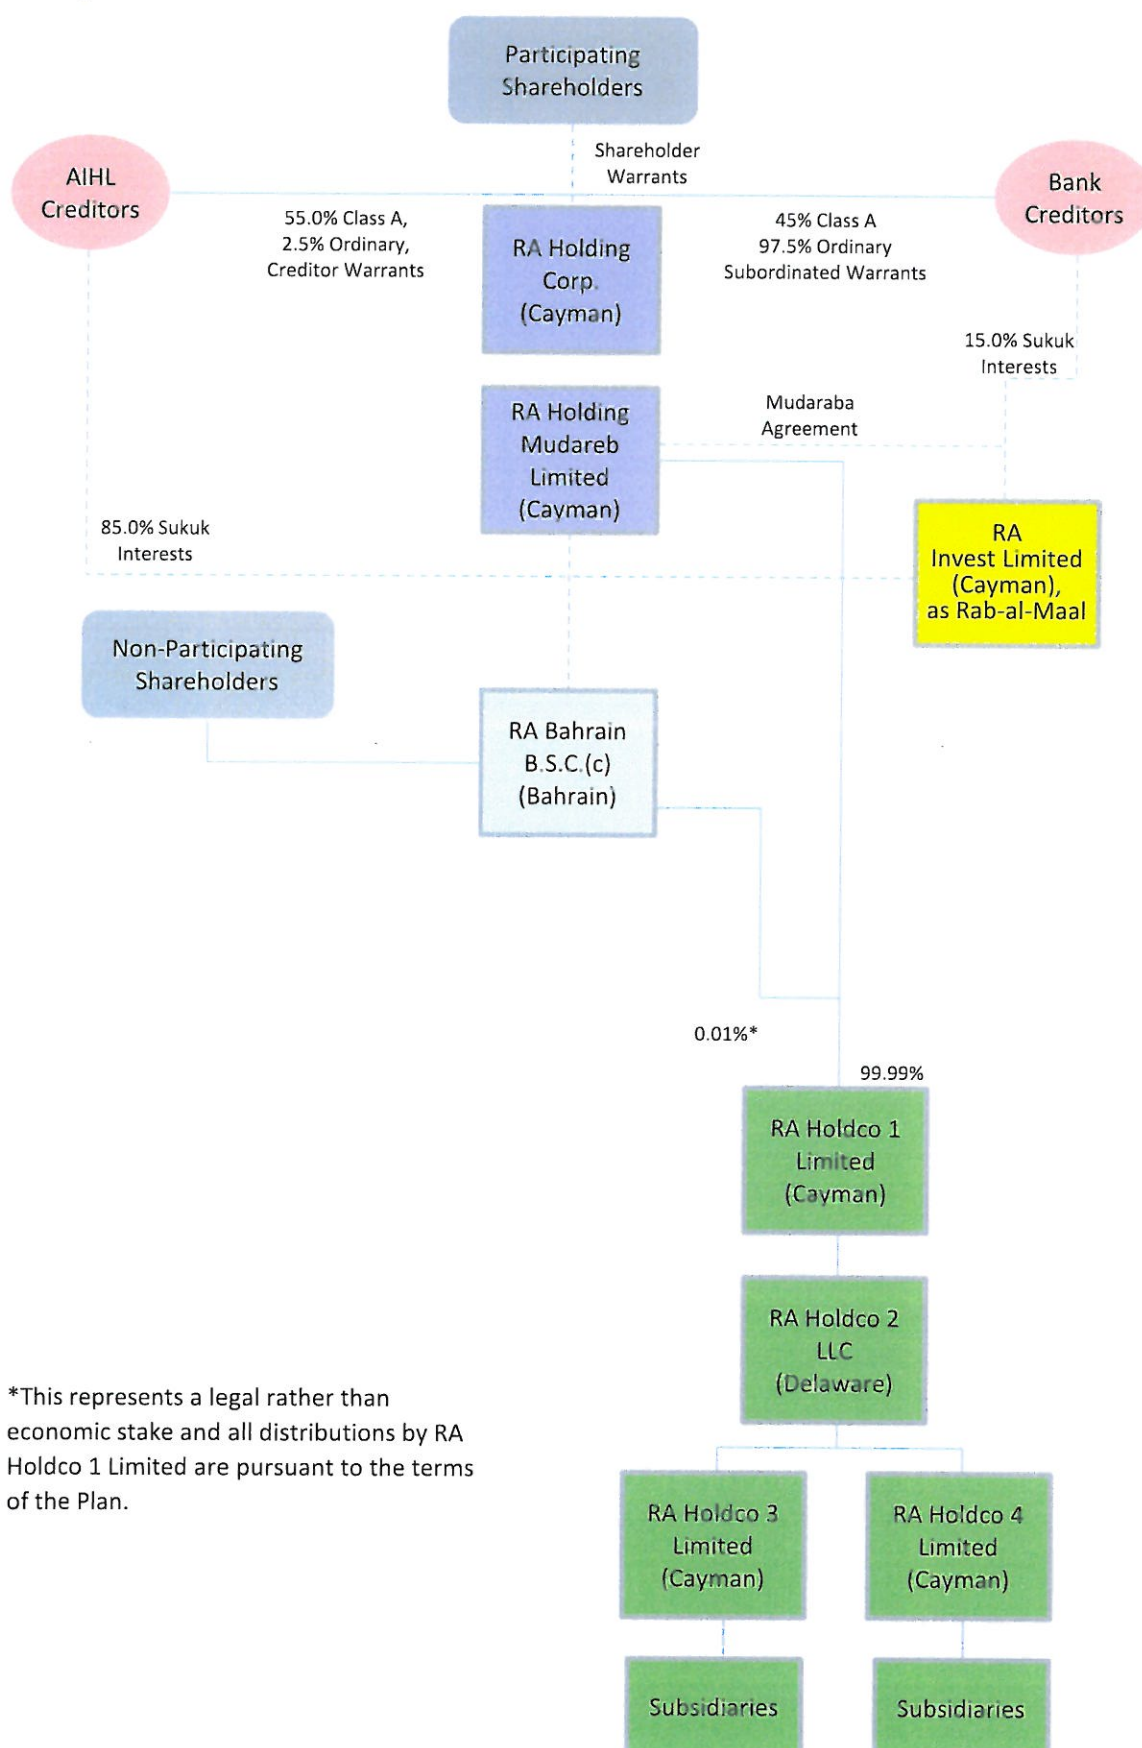 Participating
Shareholders
Shareholder
Warrants
AIHL
Creditors
Bank
Creditors
55.0% Class A,
2.5% Ordinary,
Creditor Warrants
RA Holding
Corp.
(Cayman)
45% Class A
97.5% Ordinary
Subordinated Warrants
15.0% Sukuk
Interests
RA Holding
Mudareb
Limited
(Cayman)
Mudaraba
Agreement
85.0% Sukuk
Interests
RA
Invest Limited
(Cayman),
as Rab-al-Maal
Non-Participating
Shareholders
RA Bahrain
B.S.C.(c)
(Bahrain)
0.01%*
99.99%
RA Holdco 1
Limited
(Cayman)
RA Holdco 2
LLC
(Delaware)
*This represents a legal rather than
economic stake and all distributions by RA
Holdco 1 Limited are pursuant to the terms
of the Plan.
RA Holdco 3
Limited
(Cayman)
RA Holdco 4
Limited
(Cayman)
Subsidiaries
Subsidiaries